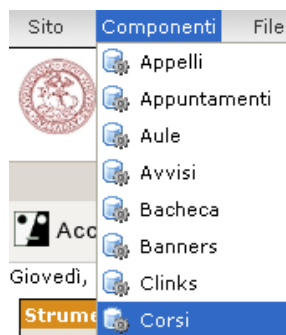 Sito Componenti File
Appelli
Appuntamenti
Aule
Avvisi
Bacheca
Acc
Banners
Giovedì,
Clinks
Strume
Corsi